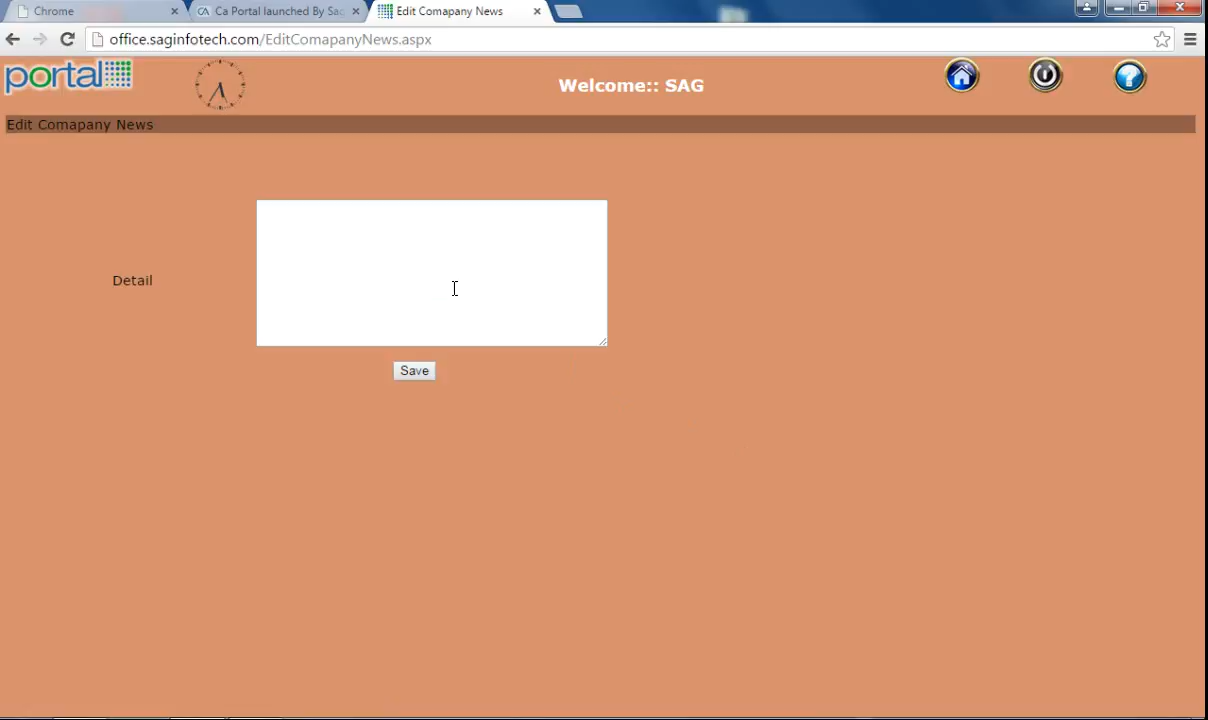 Chrome
Ca Portal launched By Sag
Edit Comapany News
office.saginfotech.com/EditComapanyNews.aspx
portal
Welcome:: SAG
Edit Comapany News
Detail
Save